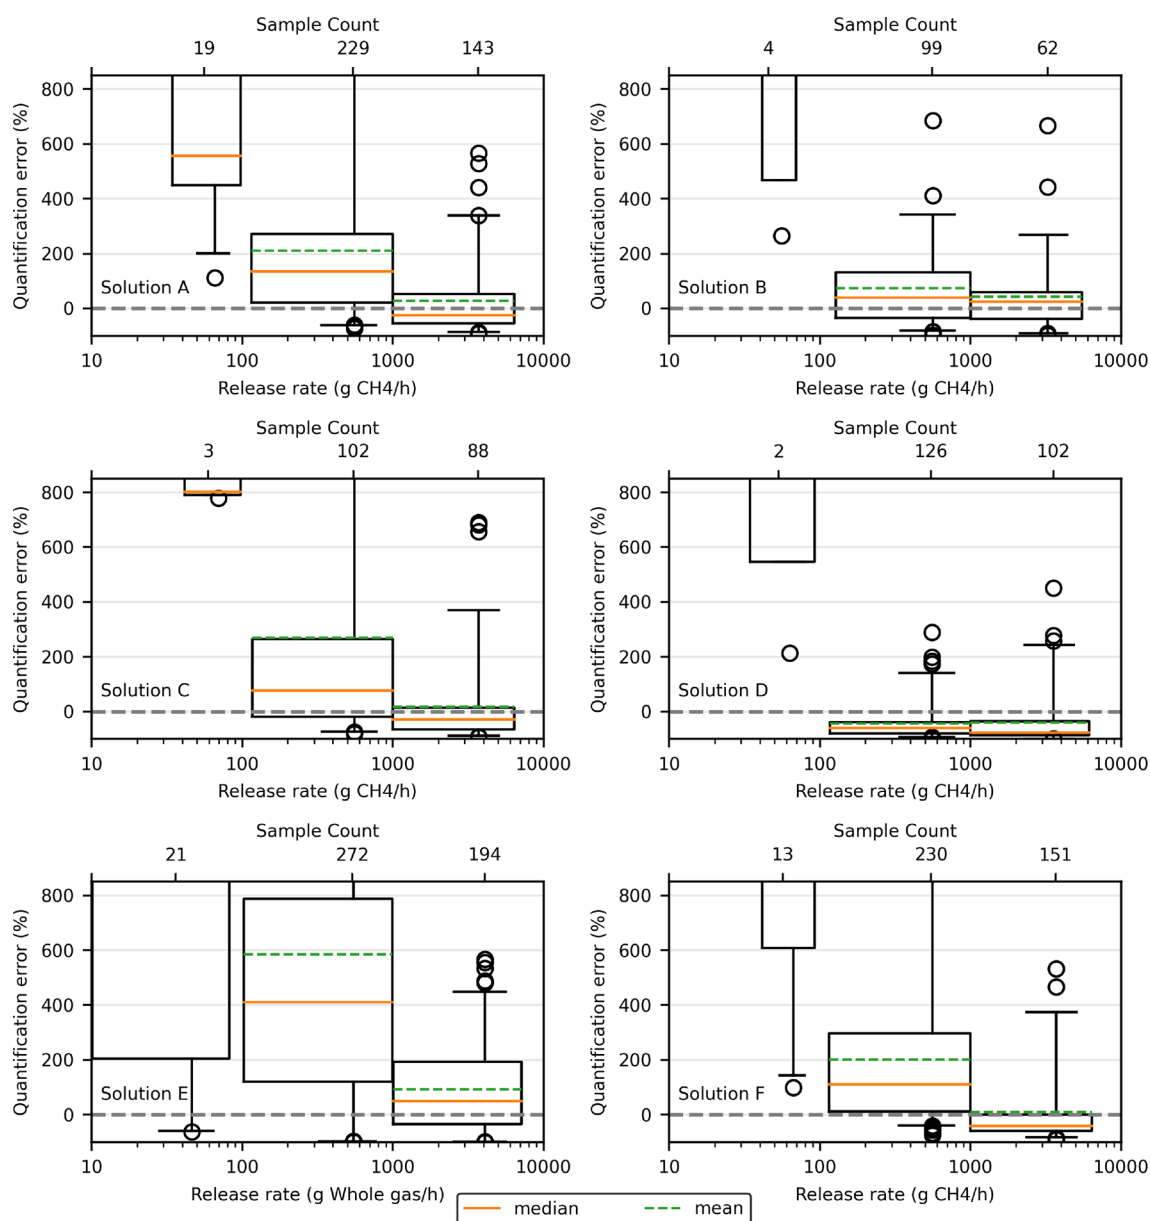 Sample Count
Sample Count
19 229 143
4 99 62
Quantification error (%)
800
600
400
200
0
Solution A
10 100 1000 10000
Release rate (g CH4/h)
Quantification error (%)
800
600
400
200
0
Solution B
10 100 1000 10000
Release rate (g CH4/h)
Sample Count
Sample Count
3 102 88
2 126 102
Quantification error (%)
800
600
400
200
0
Solution C
10 100 1000 10000
Release rate (g CH4/h)
Quantification error (%)
800
600
400
200
0
Solution D
10 100 1000 10000
Release rate (g CH4/h)
Sample Count
Sample Count
21 272 194
13 230 151
Quantification error (%)
800
600
400
200
0
Solution E
10 100 1000 10000
Release rate (g Whole gas/h)
Quantification error (%)
800
600
400
200
0
Solution F
10 100 1000 10000
Release rate (g CH4/h)
median mean